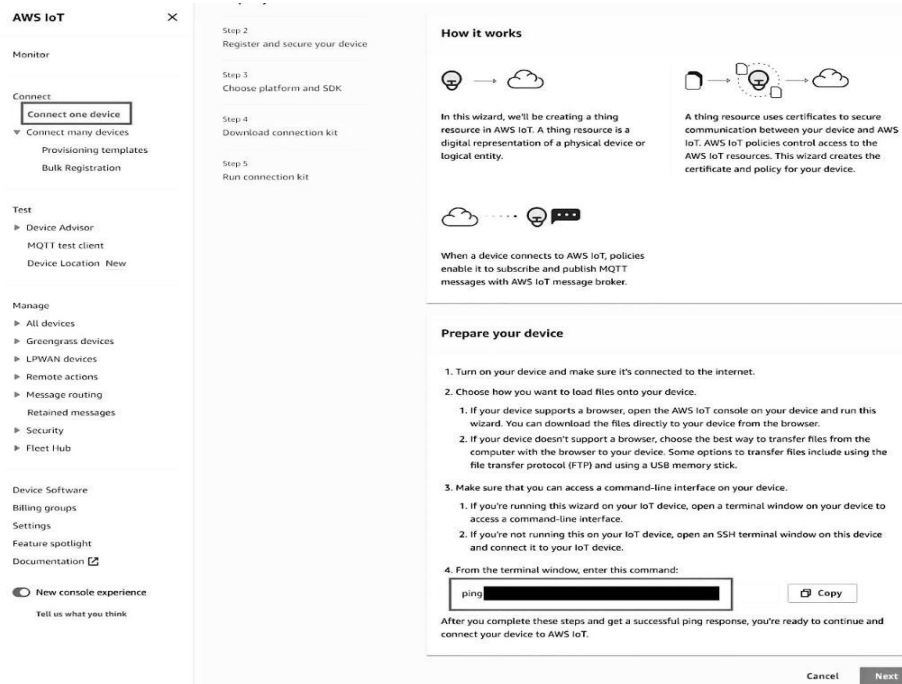 AWS IoT
Monitor
Connect
Connect one device
Connect many devices
Provisioning templates
Bulk Registration
Test
Device Advisor
MQTT test client
Device Location New
Manage
All devices
Greengrass devices
LPWAN devices
Remote actions
Message routing
Retained messages
Security
Fleet Hub
Device Software
Billing groups
Settings
Feature spotlight
Documentation
New console experience
Tell us what you think
Step 2
Register and secure your device
Step 3
Choose platform and SDK
Step 4
Download connection kit
Step 5
Run connection kit
How it works
In this wizard, we'll be creating a thing
resource in AWS IoT. A thing resource is a
digital representation of a physical device or
logical entity.
A thing resource uses certificates to secure
communication between your device and AWS
IoT. AWS IoT policies control access to the
AWS IoT resources. This wizard creates the
certificate and policy for your device.
When a device connects to AWS IoT, policies
enable it to subscribe and publish MQTT
messages with AWS IoT message broker.
Prepare your device
1. Turn on your device and make sure it's connected to the internet.
2. Choose how you want to load files onto your device.
1. If your device supports a browser, open the AWS IoT console on your device and run this
wizard. You can download the files directly to your device from the browser.
2. If your device doesn't support a browser, choose the best way to transfer files from the
computer with the browser to your device. Some options to transfer files include using the
file transfer protocol (FTP) and using a USB memory stick.
3. Make sure that you can access a command-line interface on your device.
1. If you're running this wizard on your IoT device, open a terminal window on your device to
access a command-line interface.
2. If you're not running this on your IoT device, open an SSH terminal window on this device
and connect it to your IoT device.
4. From the terminal window, enter this command:
ping
Copy
After you complete these steps and get a successful ping response, you're ready to continue and
connect your device to AWS IoT.
Cancel
Next